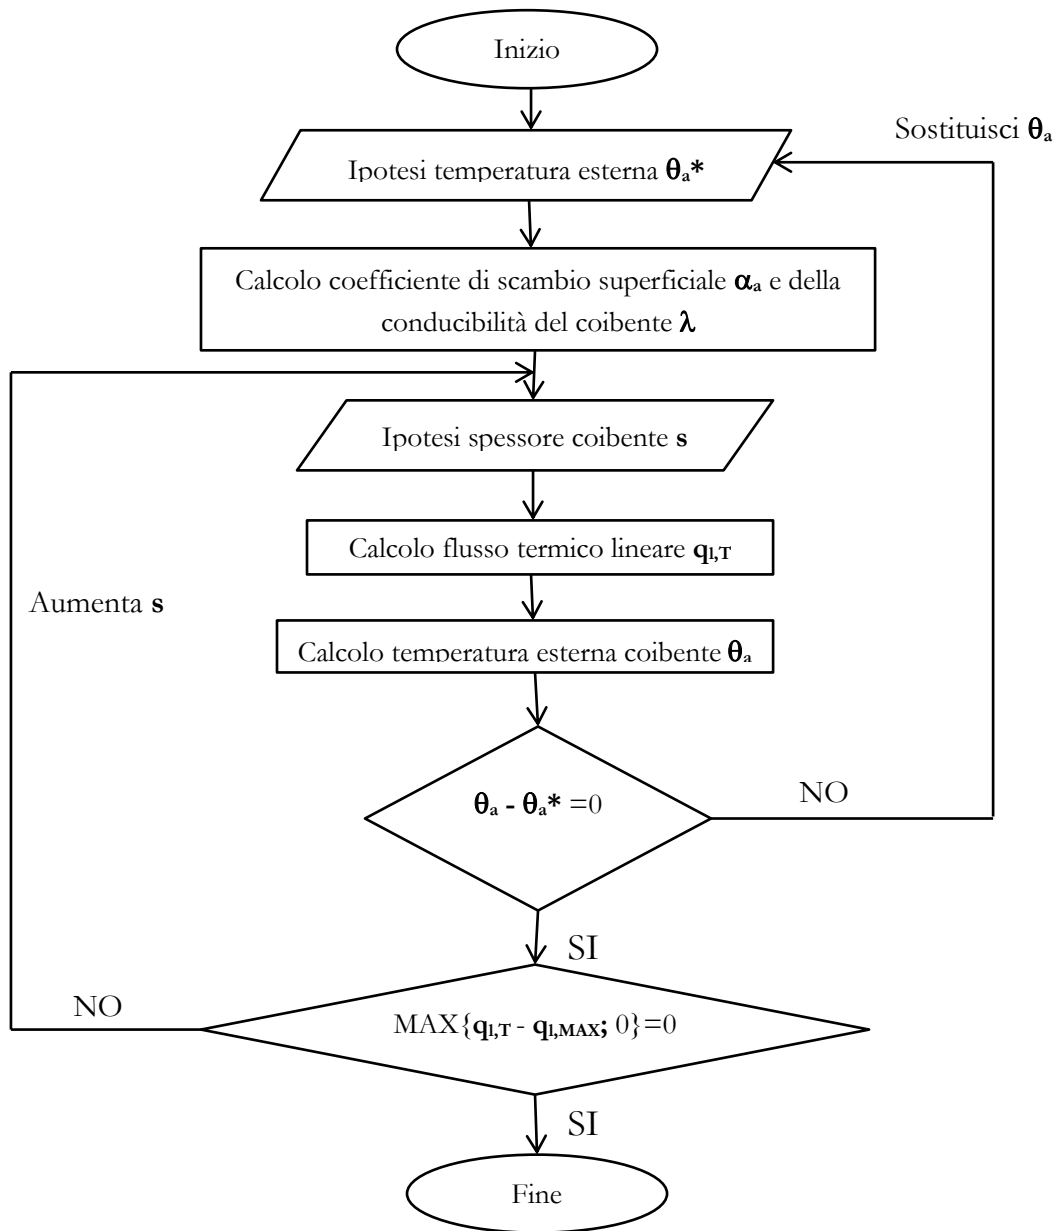 Inizio
Sostituisci θa
Ipotesi temperatura esterna θa*
Calcolo coefficiente di scambio superficiale αa e della
conducibilità del coibente λ
Ipotesi spessore coibente s
Calcolo flusso termico lineare ql,T
Aumenta s
Calcolo temperatura esterna coibente θa
θa - θa* =0
NO
SI
NO
MAX{ql,T - ql,MAX; 0}=0
SI
Fine